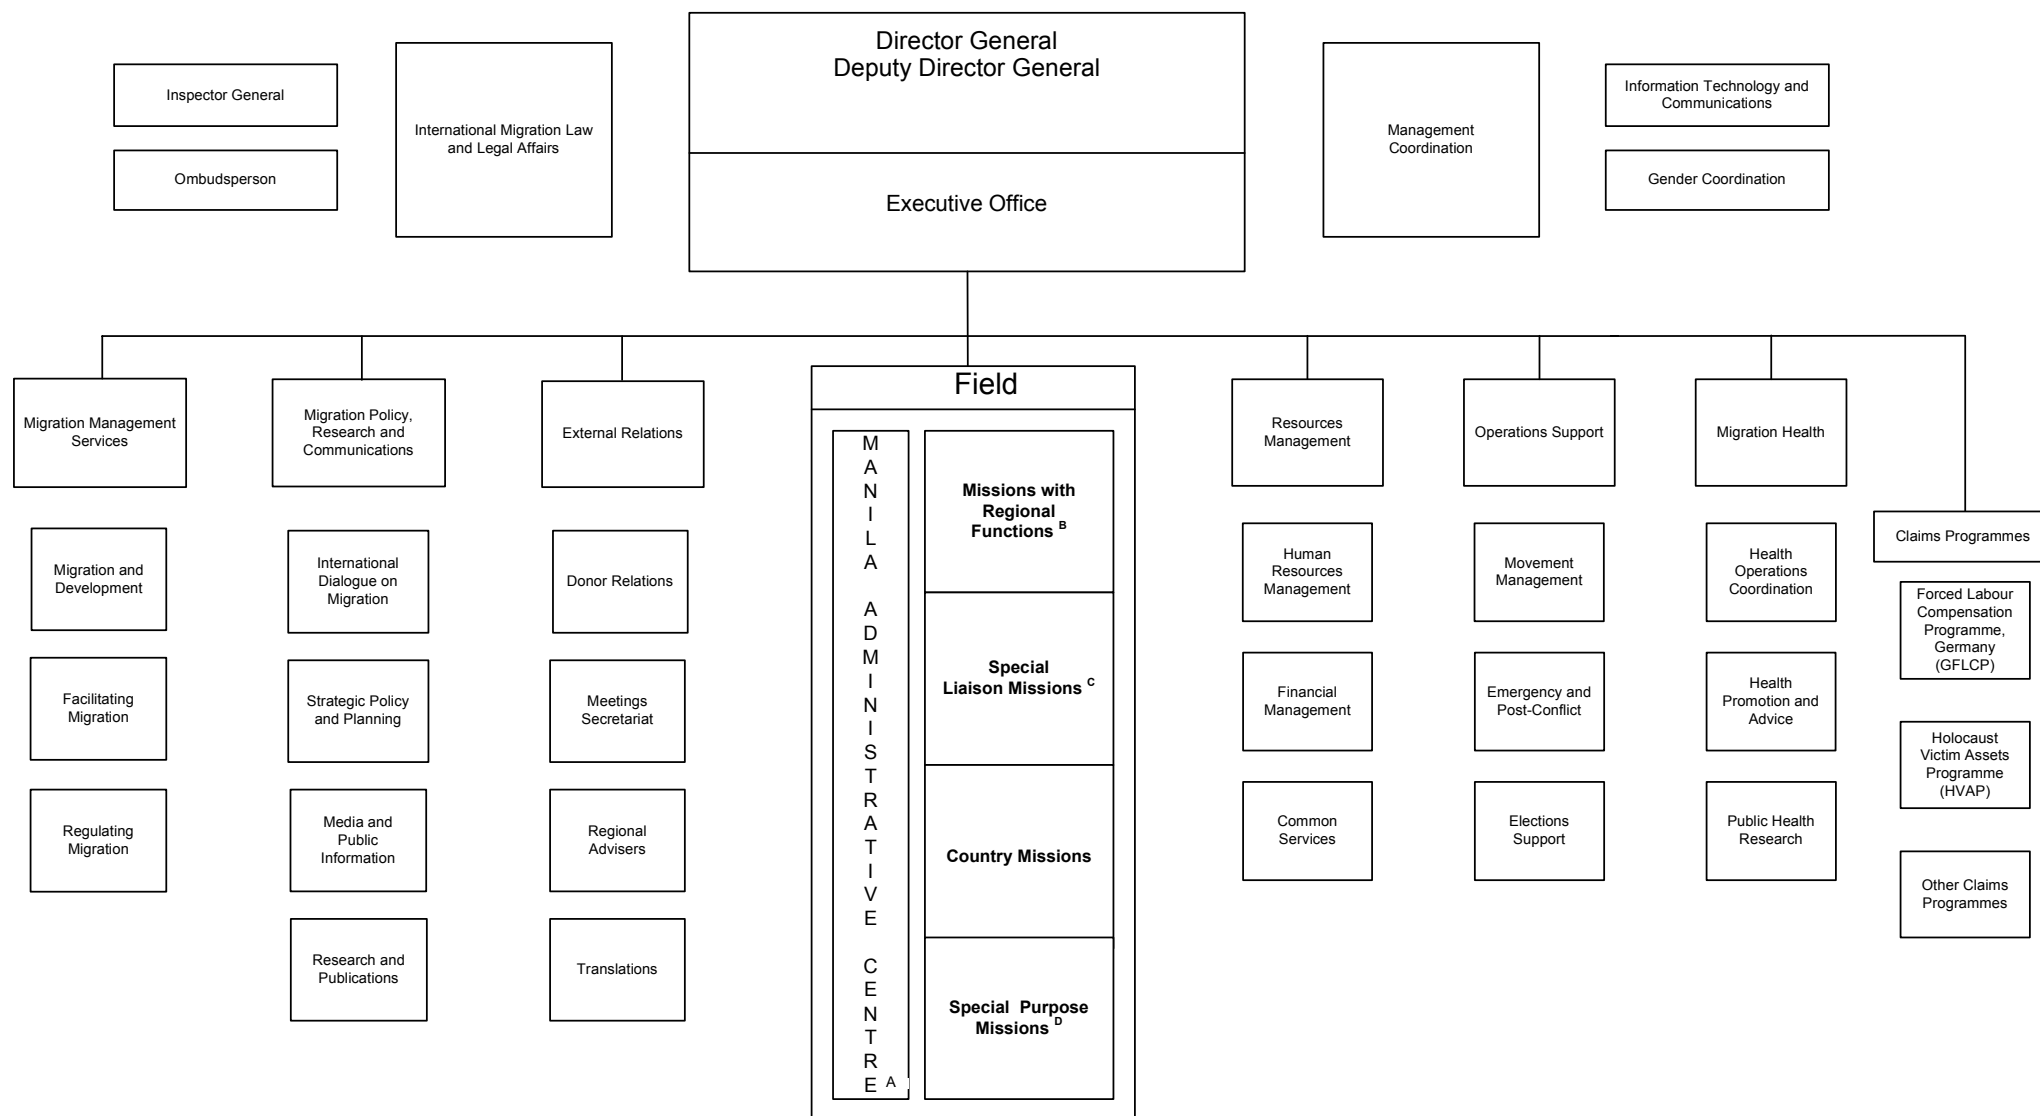 Director General
Deputy Director General
Executive Office
Inspector General
Ombudsperson
International Migration Law
and Legal Affairs
Management
Coordination
Information Technology and
Communications
Gender Coordination
Migration Management
Services
Migration and
Development
Facilitating
Migration
Regulating
Migration
Migration Policy,
Research and
Communications
International
Dialogue on
Migration
Strategic Policy
and Planning
Media and
Public
Information
Research and
Publications
External Relations
Donor Relations
Meetings
Secretariat
Regional
Advisers
Translations
Field
MANILA ADMINISTRATIVE CENTRE A
Missions with
Regional
Functions B
Special
Liaison Missions C
Country Missions
Special Purpose
Missions D
Resources
Management
Human
Resources
Management
Financial
Management
Common
Services
Operations Support
Movement
Management
Emergency and
Post-Conflict
Elections
Support
Migration Health
Health
Operations
Coordination
Health
Promotion and
Advice
Public Health
Research
Claims Programmes
Forced Labour
Compensation
Programme,
Germany
(GFLCP)
Holocaust
Victim Assets
Programme
(HVAP)
Other Claims
Programmes